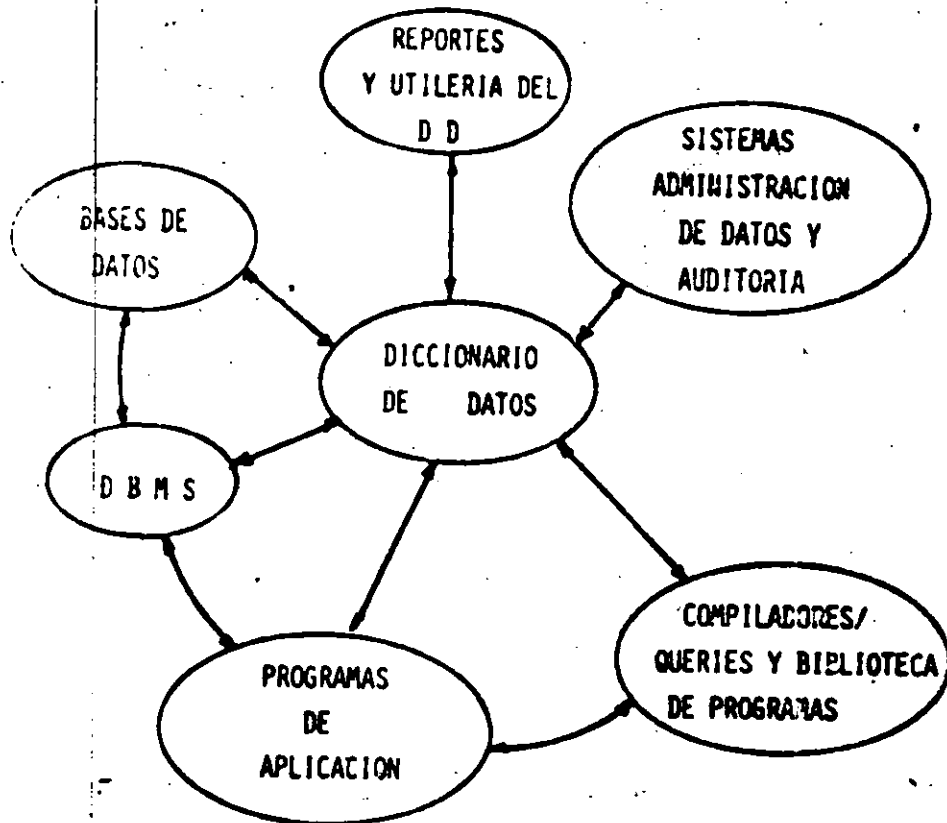 REPORTES
Y UTILERIA DEL
D D
SISTEMAS
ADMINISTRACION
DE DATOS Y
AUDITORIA
BASES DE
DATOS
DICCIONARIO
DE DATOS
D B M S
COMPILADORES/
QUERIES Y BIBLIOTECA
DE PROGRAMAS
PROGRAMAS
DE
APLICACION